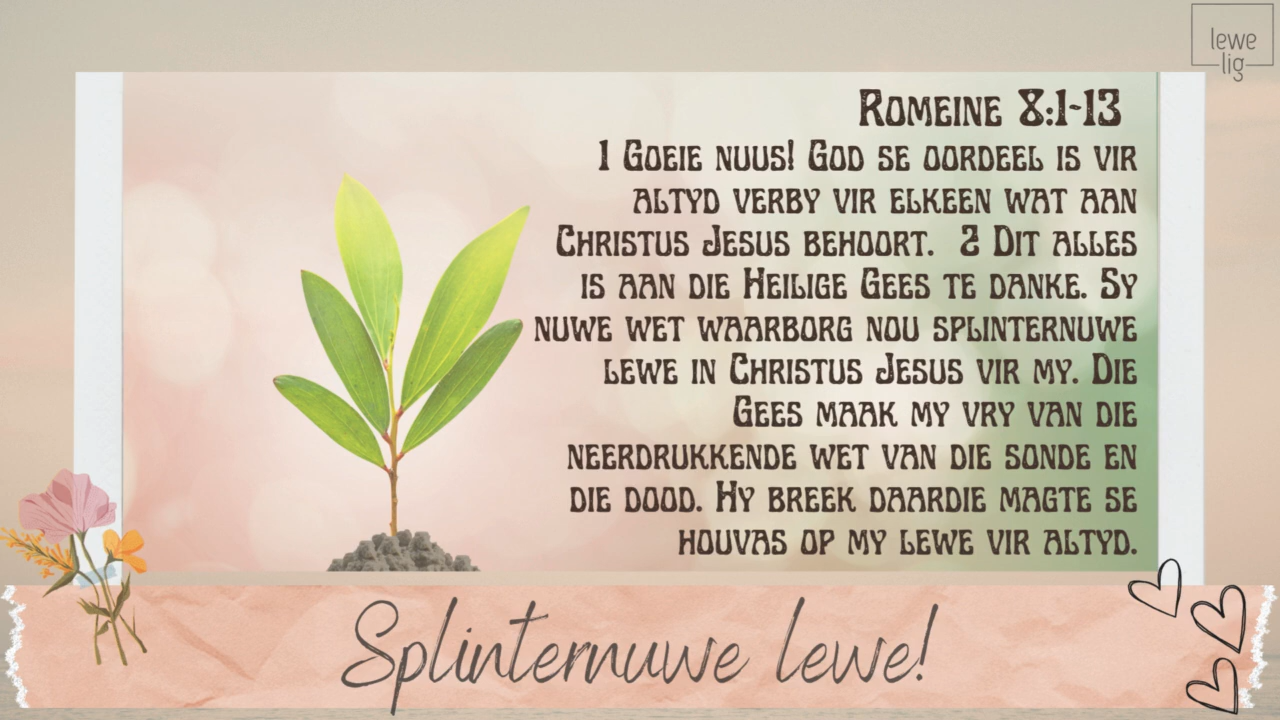 lewe
lig
Romeine 8:1-13
1 Goeie nuus! God se oordeel is vir
altyd verby vir elkeen wat aan
Christus Jesus behoort. 2 Dit alles
is aan die Heilige Gees te danke. Sy
nuwe wet waarborg nou splinternuwe
lewe in Christus Jesus vir my. Die
Gees maak my vry van die
neerdrukkende wet van die sonde en
die dood. Hy breek daardie magte se
houvas op my lewe vir altyd.
Splinternuwe lewe!